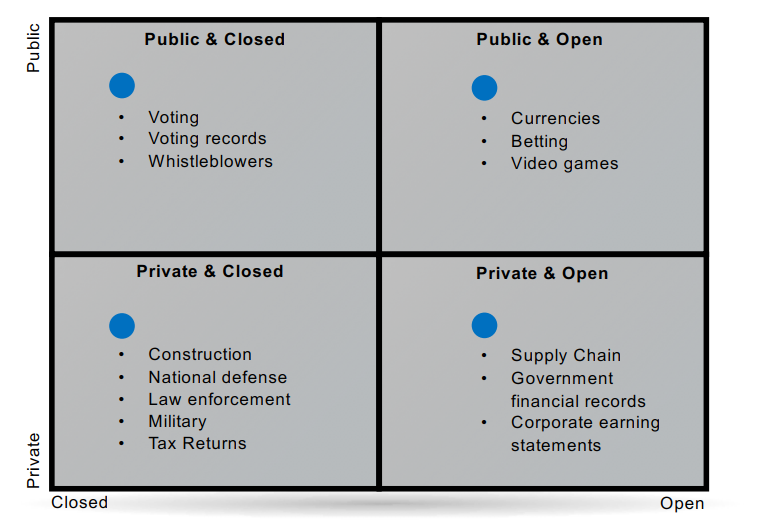 Public
Public & Closed
• Voting
• Voting records
• Whistleblowers
Public & Open
• Currencies
• Betting
• Video games
Private
Private & Closed
• Construction
• National defense
• Law enforcement
• Military
• Tax Returns
Private & Open
• Supply Chain
• Government
financial records
• Corporate earning
statements
Closed
Open